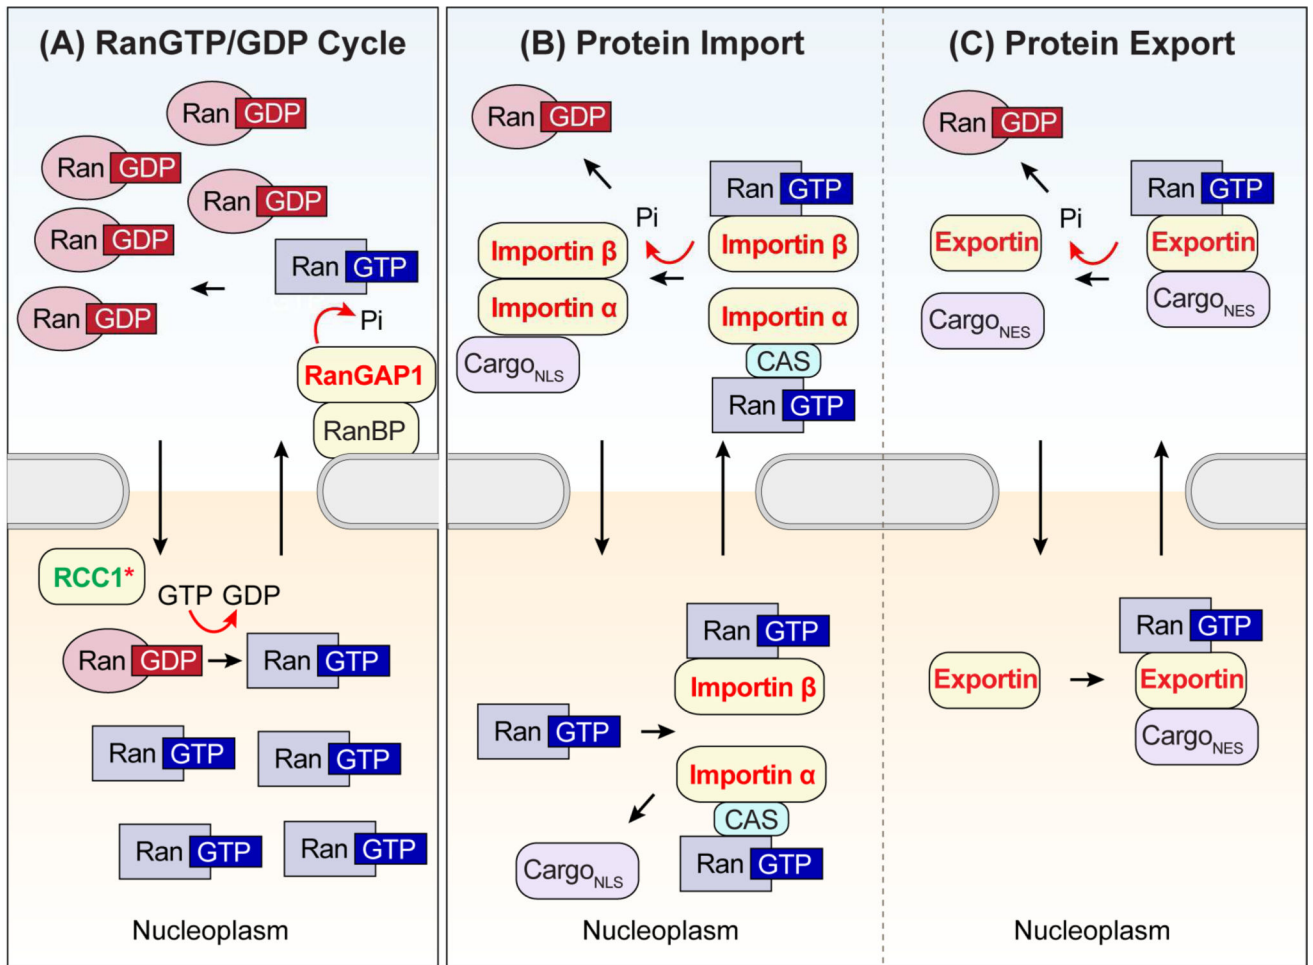 (A) RanGTP/GDP Cycle
Ran GDP
Ran GDP
Ran GDP
Ran GDP
Ran GTP
Ran GDP
Pi
RanGAP1
RanBP
RCC1*
GTP GDP
Ran GDP
Ran GTP
Ran GTP
Ran GTP
Ran GTP
Ran GTP
Nucleoplasm
(B) Protein Import
Ran GDP
Ran GTP
Pi
Importin β
Importin β
Importin α
Importin α
CargoNLS
CAS
Ran GTP
Ran GTP
Importin β
Ran GTP
Importin α
CAS
CargoNLS
Ran GTP
Nucleoplasm
(C) Protein Export
Ran GDP
Ran GTP
Pi
Exportin
Exportin
CargoNES
CargoNES
Ran GTP
Exportin
Exportin
CargoNES
Nucleoplasm